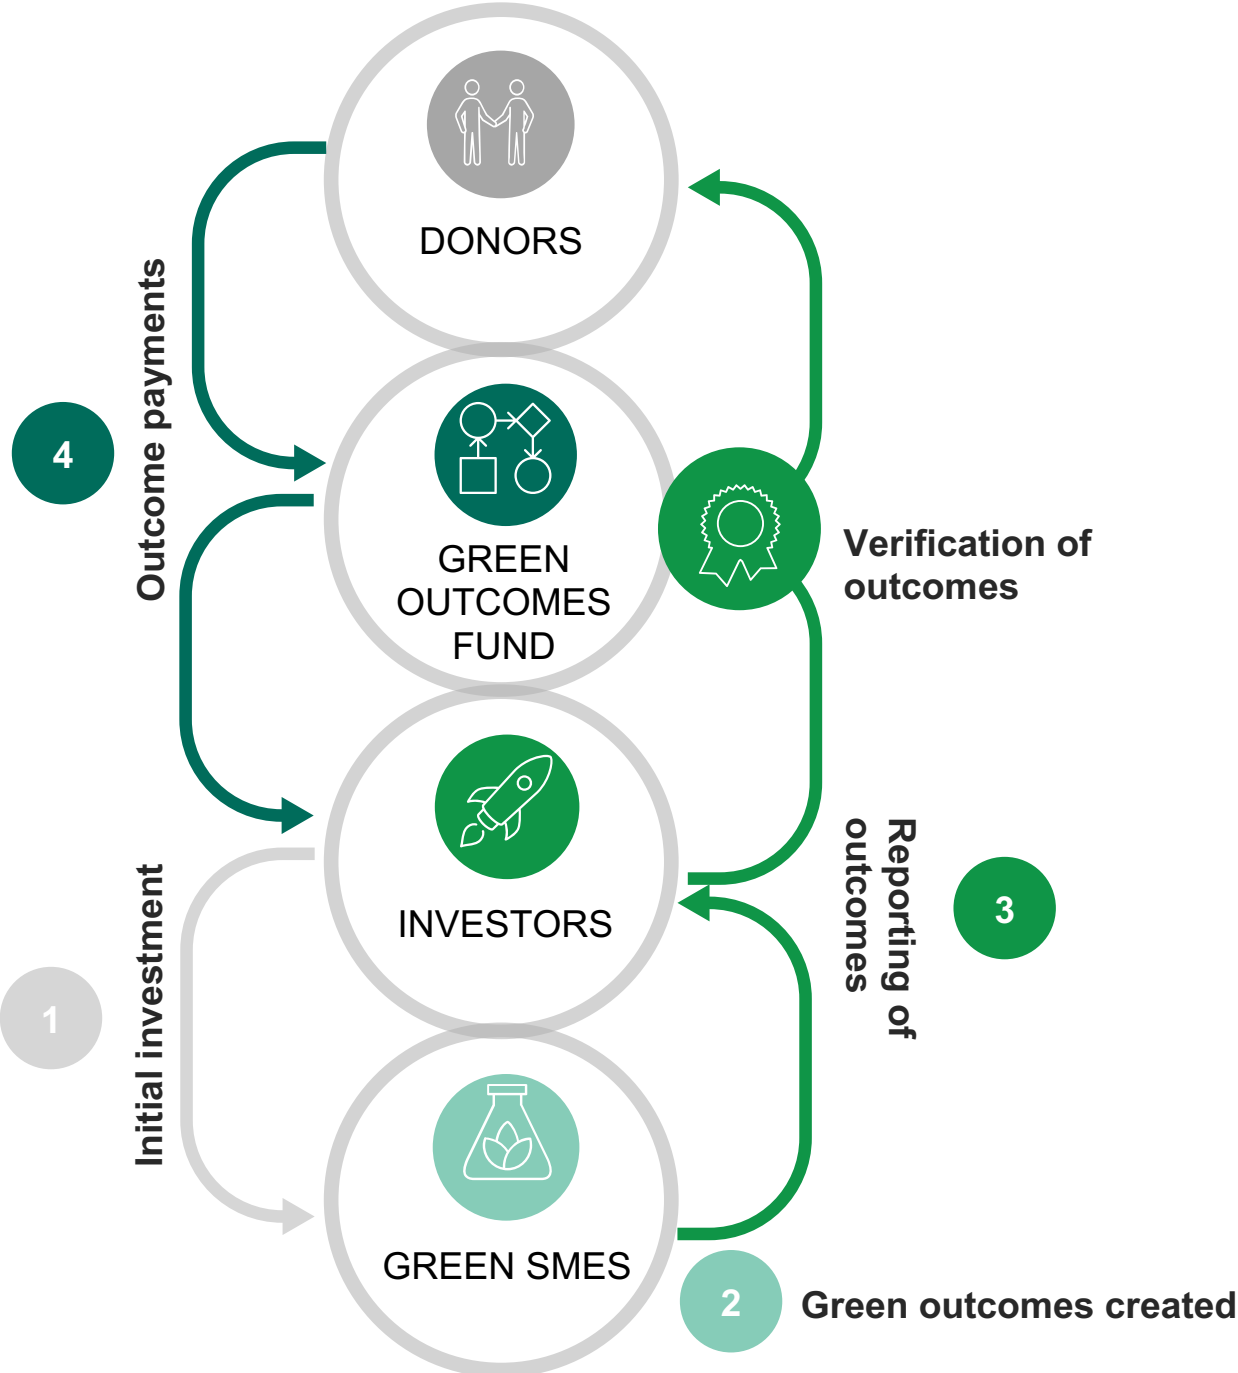 DONORS
4
Outcome payments
GREEN
OUTCOMES
FUND
Verification of
outcomes
INVESTORS
Reporting of
outcomes
3
1
Initial investment
GREEN SMES
2
Green outcomes created